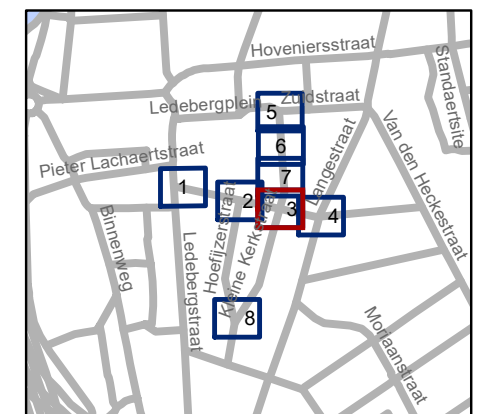 Hoveniersstraat
Standaertsite
Ledebergplein
Zuidstraat
5
6
7
Langestraat
Van den Heckestraat
Pieter Lachaertstraat
1
2
3
4
Hoefijzerstraat
Kleine Kerkstraat
Binnenweg
Ledebergstraat
8
Moriaanstraat